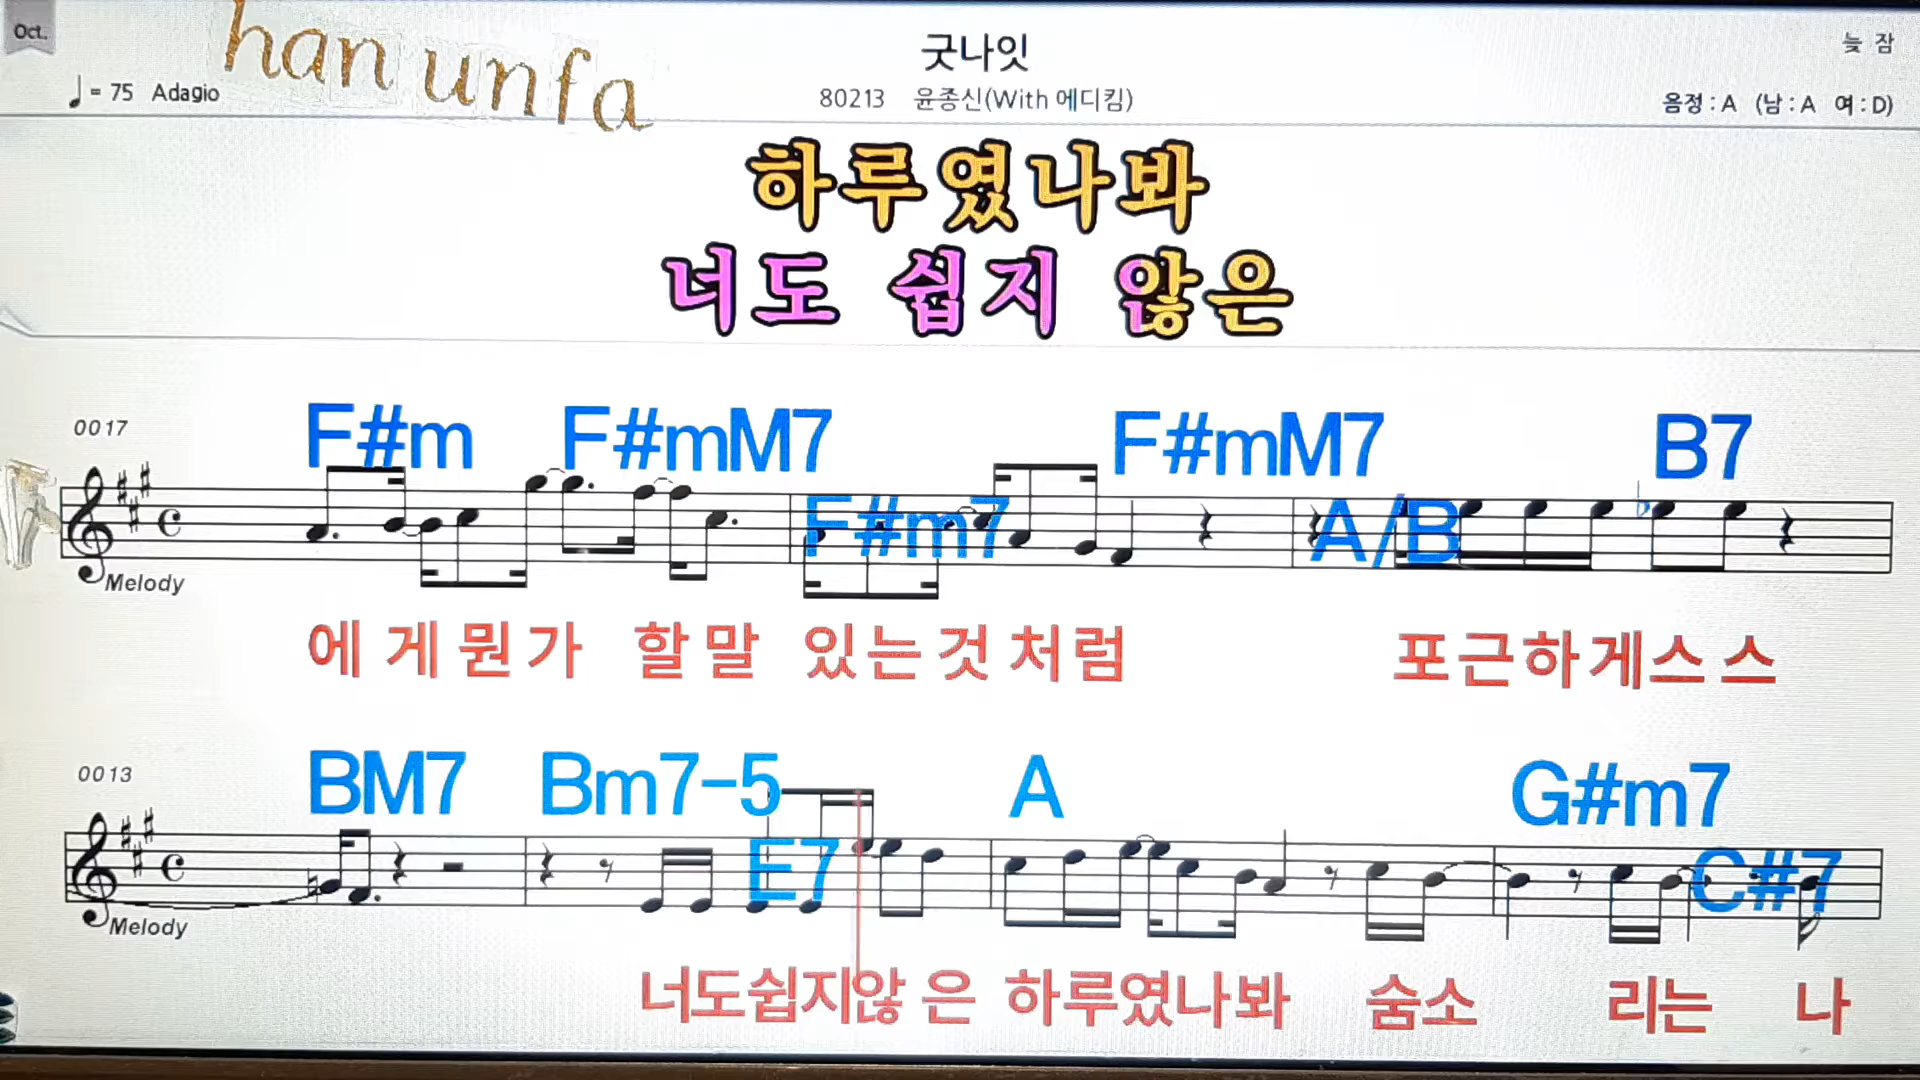 Oct.
han unfa
굿나잇
늦 잠
♩= 75 Adagio
80213 윤종신(With 에디킴)
음정 : A (남 : A 여 : D)
하루였나봐
너도 쉽지 않은
0017
F#m F#mM7 F#m7 F#mM7 A/B B7
Melody
에 게 뭔 가 할 말 있 는 것 처 럼 포 근 하 게 스 스
0013
BM7 Bm7-5 E7 A G#m7 C#7
Melody
너도쉽지않 은 하루였나봐 숨소 리는 나